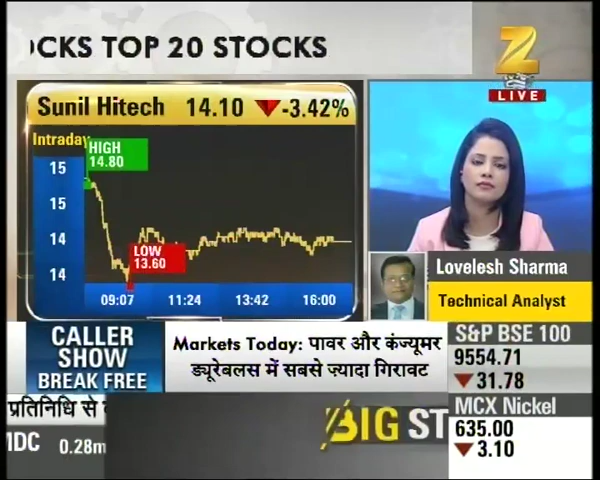 OCKS TOP 20 STOCKS
LIVE
Sunil Hitech 14.10 ▼-3.42%
Intraday
HIGH
14.80
15
15
14
14
LOW
13.60
09:07 11:24 13:42 16:00
Lovelesh Sharma
Technical Analyst
CALLER
SHOW
BREAK FREE
Markets Today: पावर और कंज्यूमर
ड्यूरेबलस में सबसे ज्यादा गिरावट
S&P BSE 100
9554.71
▼31.78
MCX Nickel
635.00
▼3.10
प्रतिनिधि से
MDC 0.28m
BIG ST